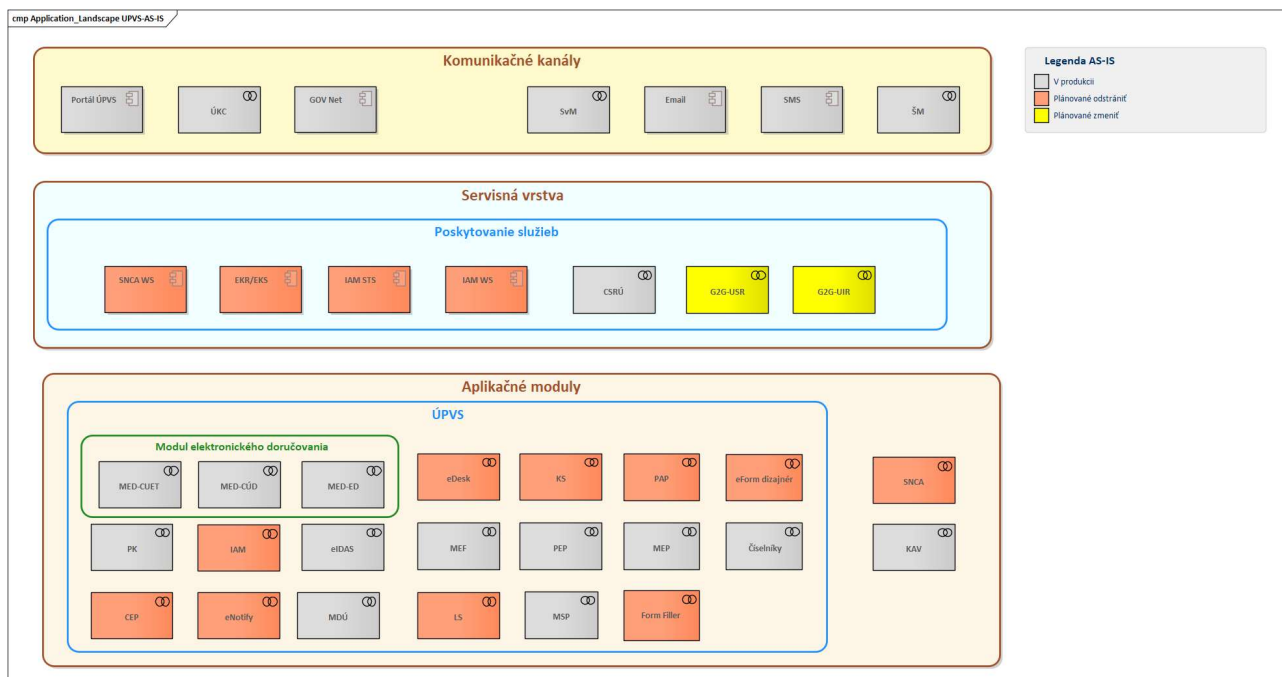 cmp Application_Landscape UPVS-AS-IS
Komunikačné kanály
Portál ÚPVS
ÚKC
GOV Net
SvM
Email
SMS
ŠM
Legenda AS-IS
V produkcii
Plánované odstrániť
Plánované zmeniť
Servisná vrstva
Poskytovanie služieb
SNCA WS
EKR/EKS
IAM STS
IAM WS
CSRÚ
G2G-USR
G2G-UIR
Aplikačné moduly
ÚPVS
Modul elektronického doručovania
MED-CUET
MED-CÚD
MED-ED
eDesk
KS
PAP
eForm dizajnér
SNCA
PK
IAM
eIDAS
MEF
PEP
MEP
Číselníky
KAV
CEP
eNotify
MDÚ
LS
MSP
Form Filler